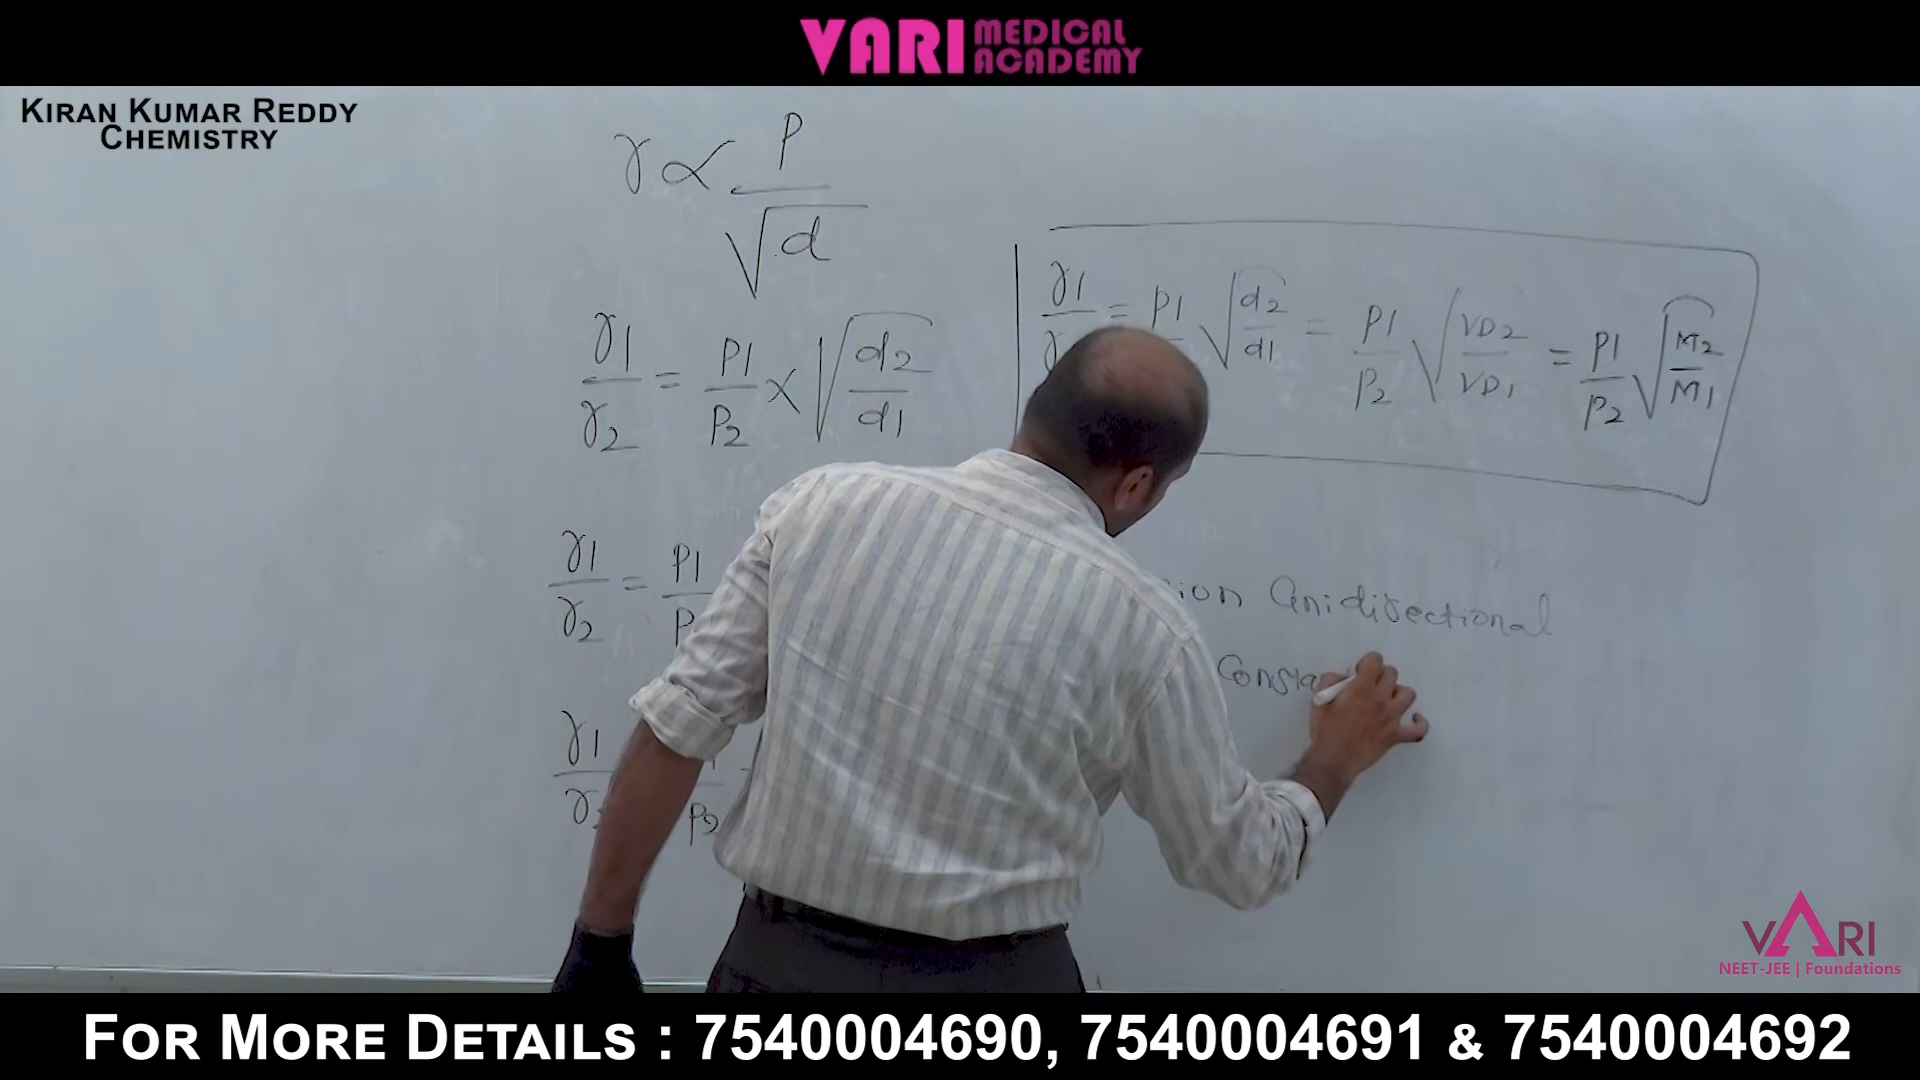 VARI MEDICAL ACADEMY
KIRAN KUMAR REDDY
CHEMISTRY
r ∝ P / √d
r1/r2 = P1/P2 × √(d2/d1)
r1/r2 = P1/P
r1/r P2
r1/r = P1 √(d2/d1) = P1/P2 √(VD2/VD1) = P1/P2 √(M2/M1)
ion Unidirectional
Consta
VARI
NEET-JEE | Foundations
FOR MORE DETAILS : 7540004690, 7540004691 & 7540004692